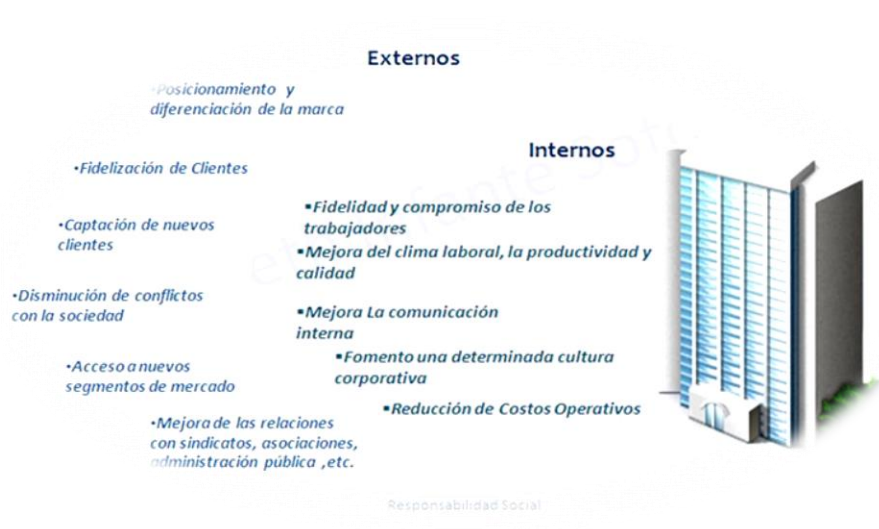 Externos
•Posicionamiento y
diferenciación de la marca
Internos
•Fidelización de Clientes
▪Fidelidad y compromiso de los
trabajadores
•Captación de nuevos
clientes
▪Mejora del clima laboral, la productividad y
calidad
•Disminución de conflictos
con la sociedad
▪Mejora La comunicación
interna
▪Fomento una determinada cultura
corporativa
•Acceso a nuevos
segmentos de mercado
▪Reducción de Costos Operativos
•Mejora de las relaciones
con sindicatos, asociaciones,
administración pública ,etc.
Responsabilidad Social